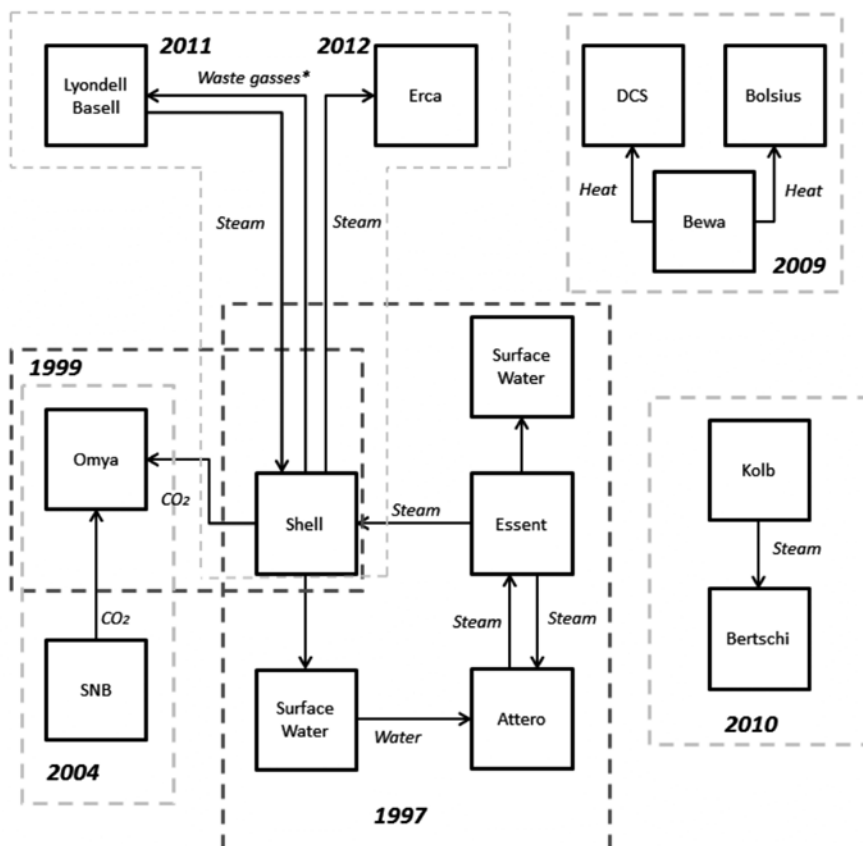 2011
2012
Lyondell
Basell
Waste gasses*
Erca
DCS
Bolsius
Heat
Heat
Bewa
2009
Steam
Steam
Surface
Water
1999
Omya
CO₂
Shell
Steam
Essent
Kolb
Steam
CO₂
Steam
Steam
Bertschi
SNB
Surface
Water
Water
Attero
2010
2004
1997